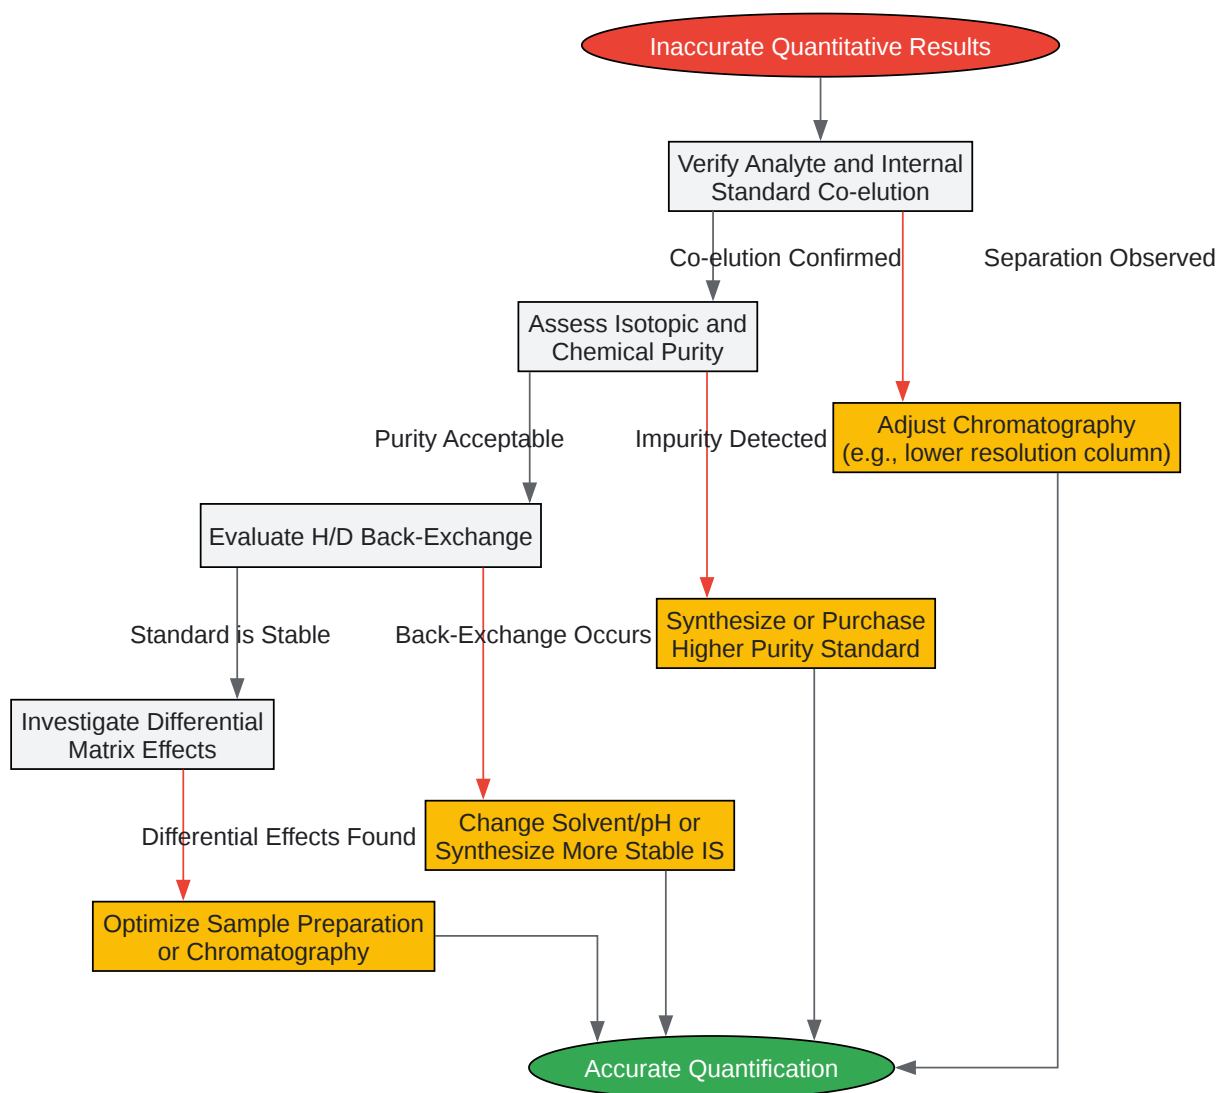 Inaccurate Quantitative Results
Verify Analyte and Internal
Standard Co-elution
Co-elution Confirmed
Separation Observed
Assess Isotopic and
Chemical Purity
Purity Acceptable
Impurity Detected
Adjust Chromatography
(e.g., lower resolution column)
Evaluate H/D Back-Exchange
Standard is Stable
Back-Exchange Occurs
Synthesize or Purchase
Higher Purity Standard
Investigate Differential
Matrix Effects
Differential Effects Found
Change Solvent/pH or
Synthesize More Stable IS
Optimize Sample Preparation
or Chromatography
Accurate Quantification